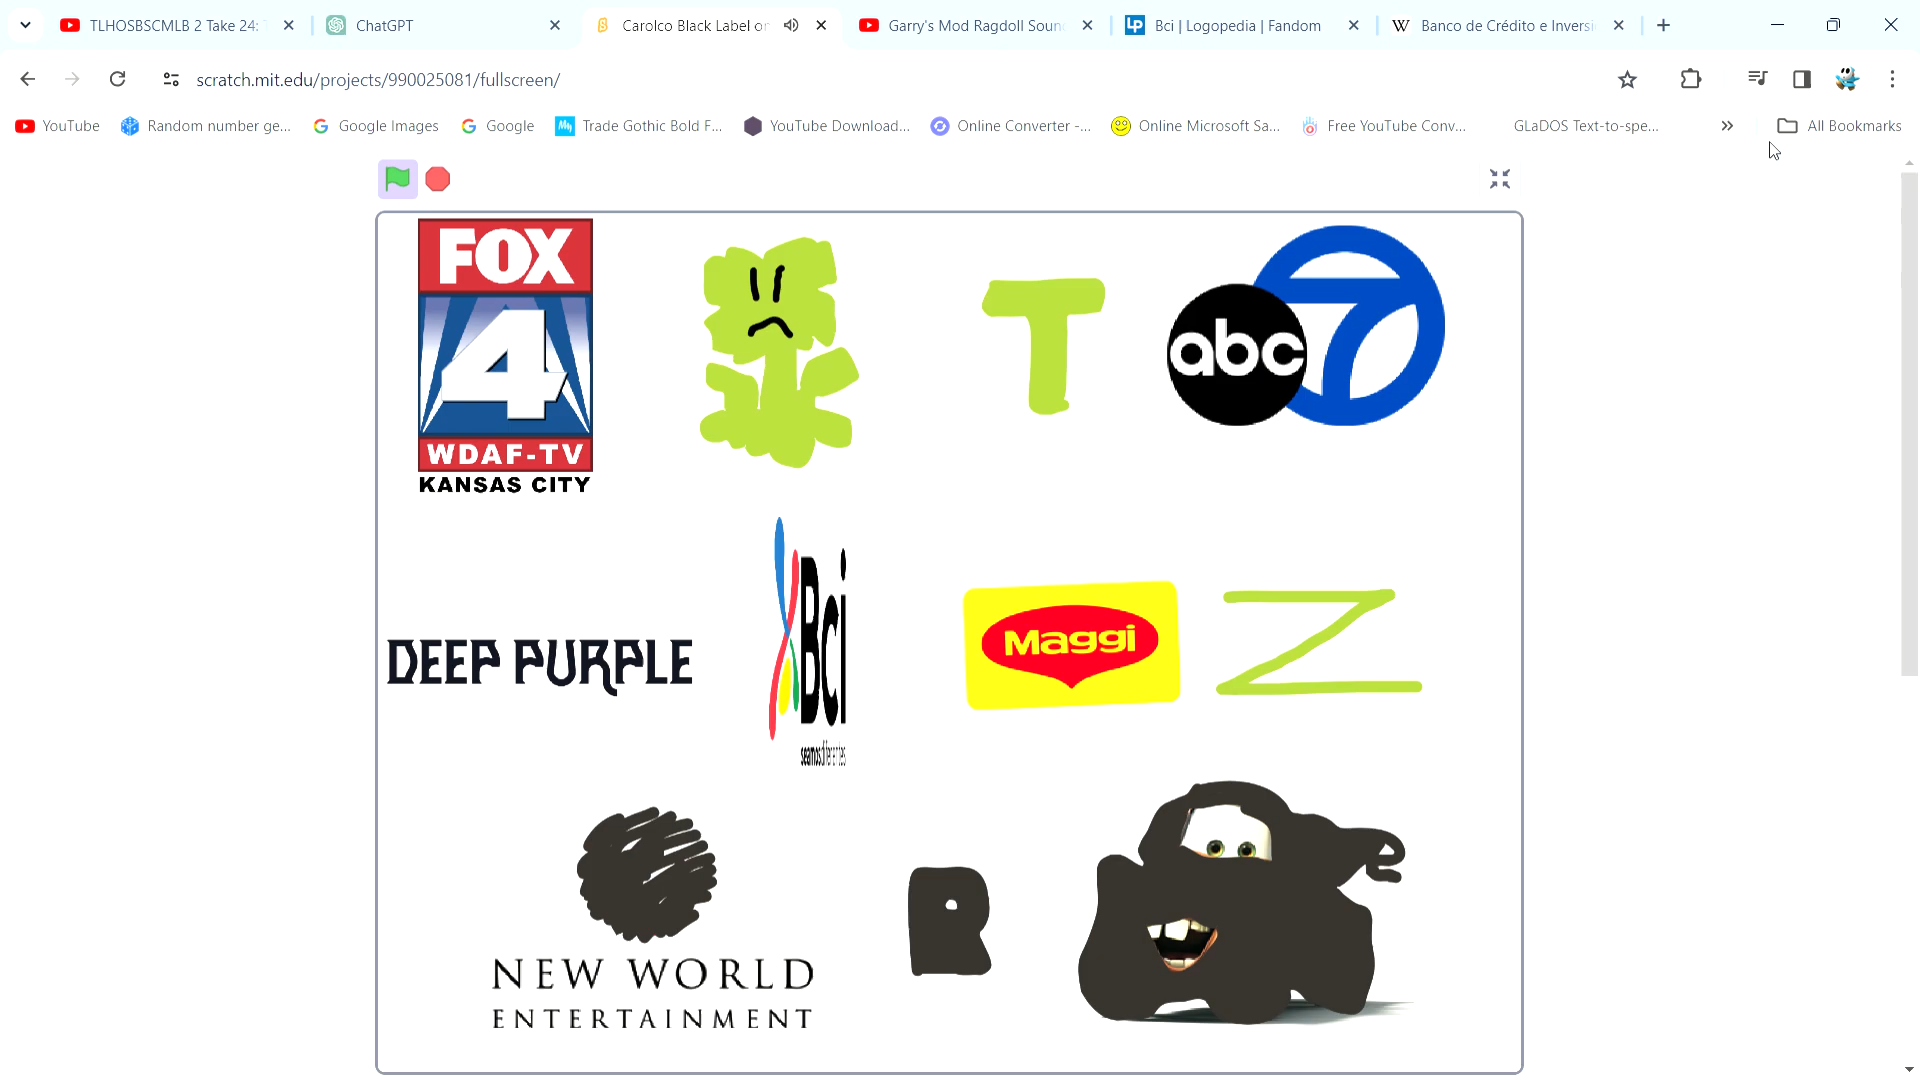 TLHOSBSCMLB 2 Take 24:
ChatGPT
Carolco Black Label on
Garry's Mod Ragdoll Soun
Bci | Logopedia | Fandom
Banco de Crédito e Inversi
scratch.mit.edu/projects/990025081/fullscreen/
YouTube
Random number ge...
Google Images
Google
Trade Gothic Bold F...
YouTube Download...
Online Converter -...
Online Microsoft Sa...
Free YouTube Conv...
GLaDOS Text-to-spe...
All Bookmarks
FOX
4
WDAF-TV
KANSAS CITY
T
abc 7
DEEP PURPLE
Bci
seamosdiferentes
Maggi
Z
NEW WORLD
ENTERTAINMENT
R